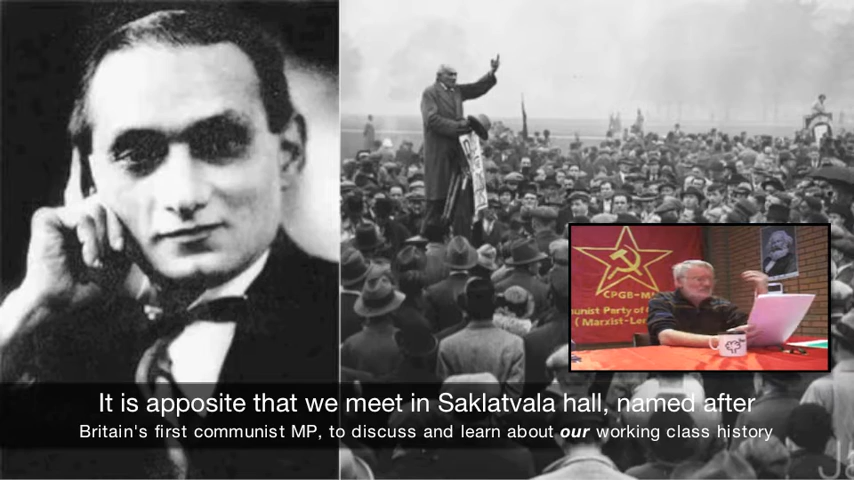 CPGB-M
unist Party of
( Marxist-Le
It is apposite that we meet in Saklatvala hall, named after
Britain's first communist MP, to discuss and learn about our working class history